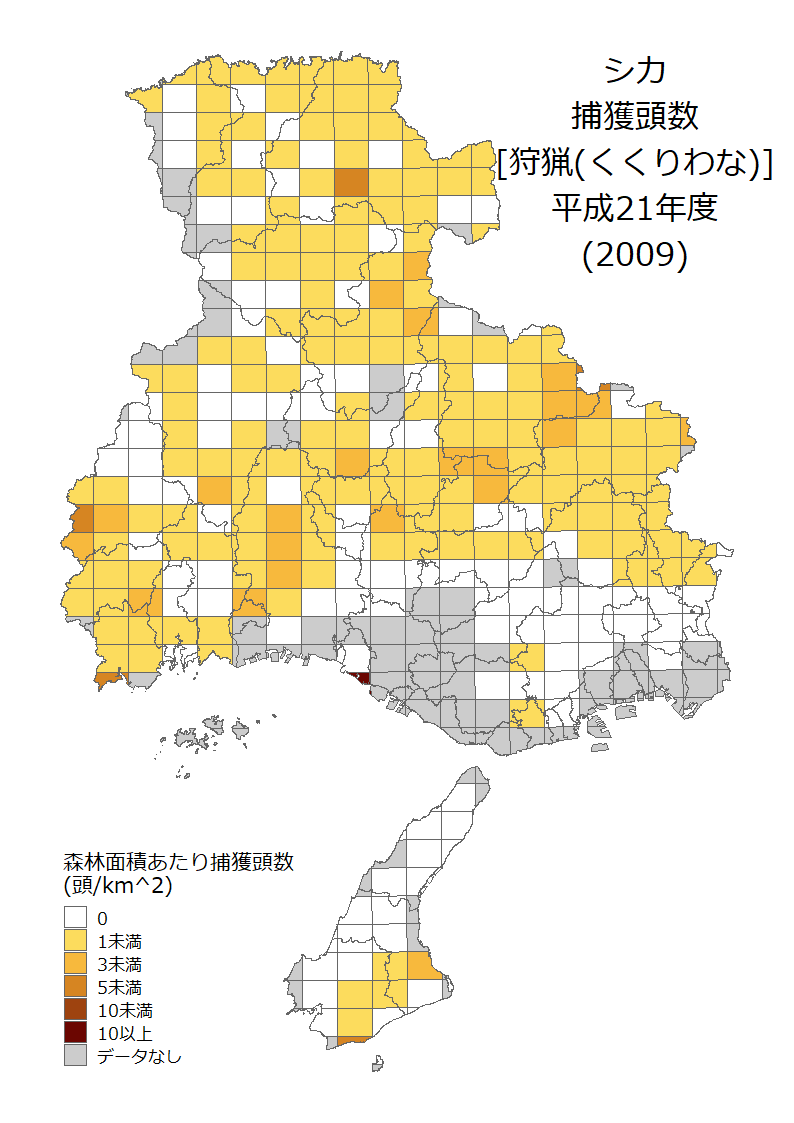 シカ
捕獲頭数
[狩猟(くくりわな)]
平成21年度
(2009)
森林面積あたり捕獲頭数
(頭/km^2)
0
1未満
3未満
5未満
10未満
10以上
データなし